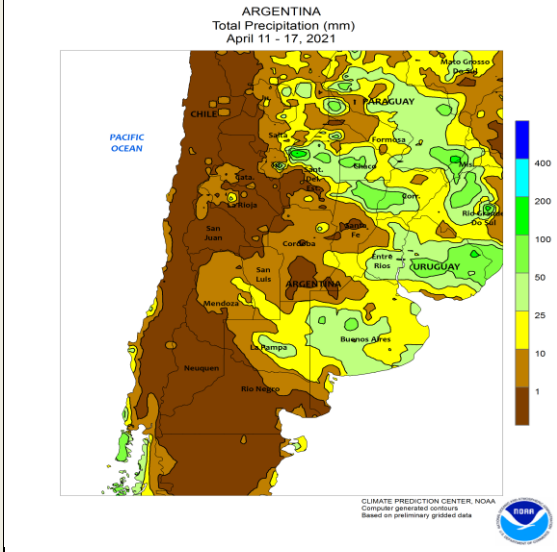 ARGENTINA
Total Precipitation (mm)
April 11 - 17, 2021
Mato Grosso
Do Sul
PARAGUAY
CHILE
PACIFIC
OCEAN
Salta
Formosa
Chaco
Mis.
Sant.
Del
Est.
Cata.
La Rioja
Corr.
Rio Grande
Do Sul
San
Juan
Santa
Fe
Cordoba
Entre
Rios
URUGUAY
San
Luis
ARGENTINA
Mendoza
Buenos Aires
La Pampa
Neuquen
Rio Negro
400
200
100
50
25
10
1
CLIMATE PREDICTION CENTER, NOAA
Computer generated contours
Based on preliminary gridded data
NOAA